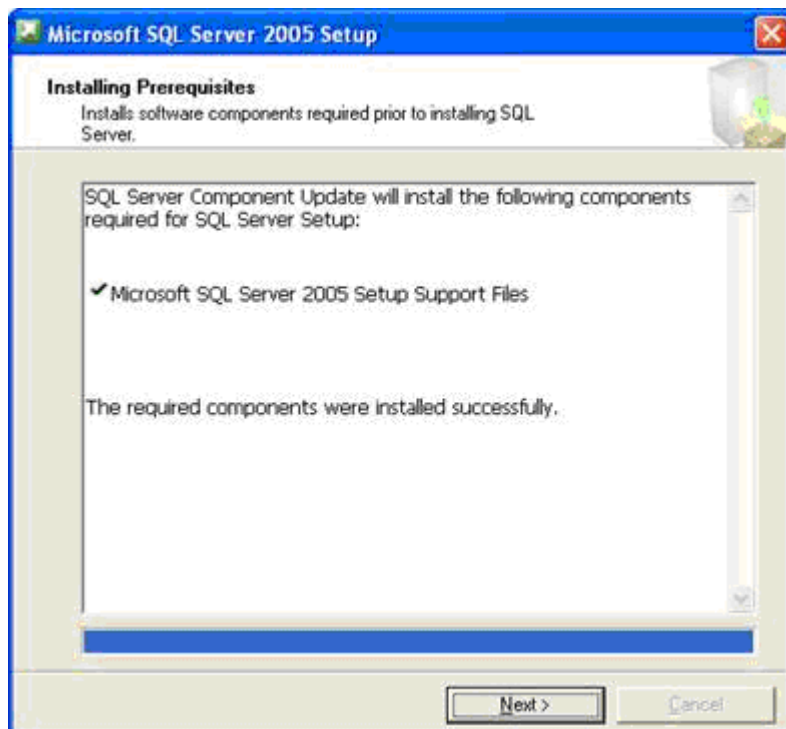 Microsoft SQL Server 2005 Setup
Installing Prerequisites
Installs software components required prior to installing SQL
Server.
SQL Server Component Update will install the following components
required for SQL Server Setup:
✔Microsoft SQL Server 2005 Setup Support Files
The required components were installed successfully.
Next >
Cancel